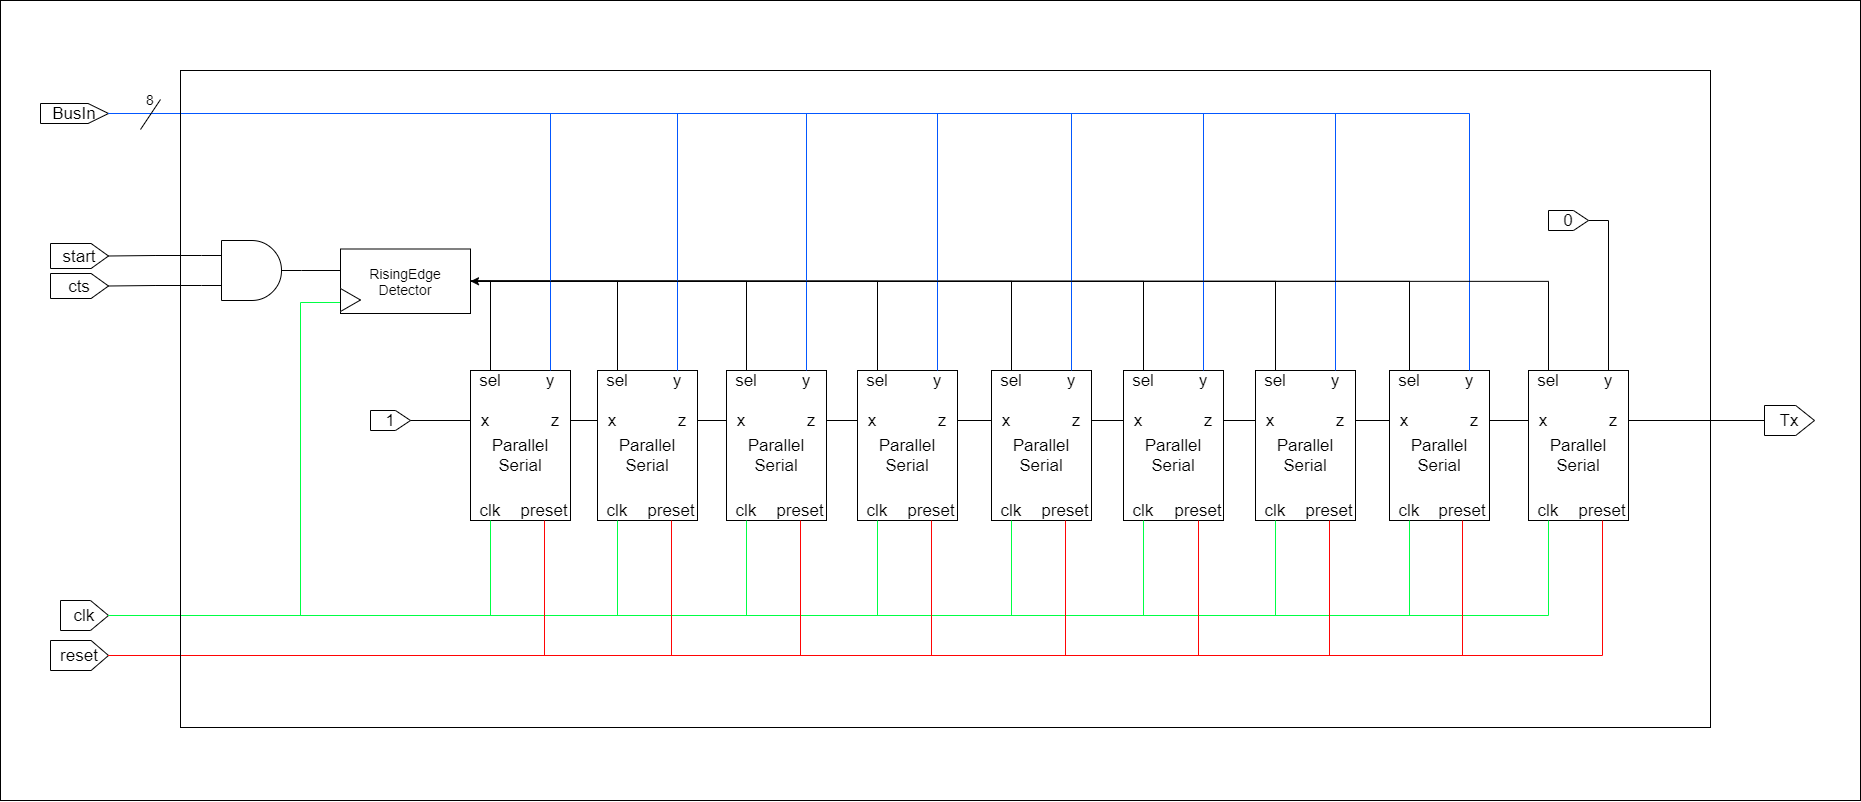 BusIn
8
0
start
cts
RisingEdge
Detector
sel y sel y sel y sel y sel y sel y sel y sel y sel y
1
x z x z x z x z x z x z x z x z x z
Tx
Parallel Parallel Parallel Parallel Parallel Parallel Parallel Parallel Parallel
Serial Serial Serial Serial Serial Serial Serial Serial Serial
clk preset clk preset clk preset clk preset clk preset clk preset clk preset clk preset clk preset
clk
reset